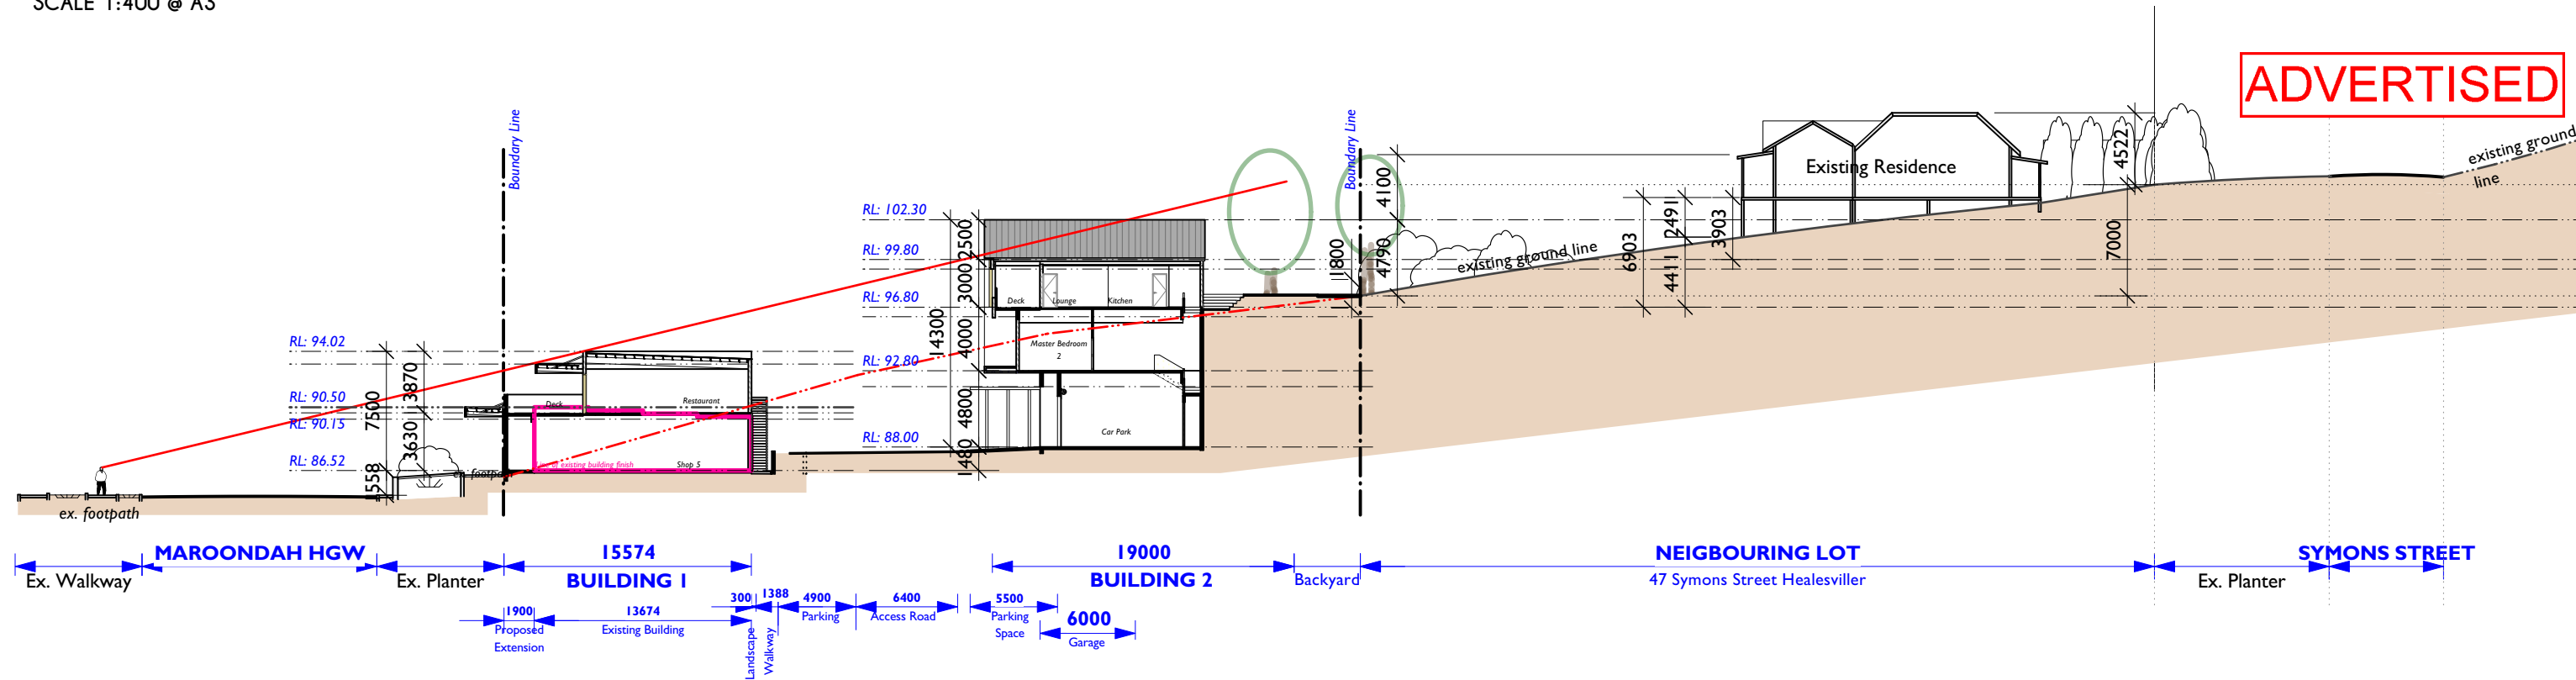 SCALE 1:400 @ A3
ADVERTISED
Boundary Line
Boundary Line
existing ground
line
Existing Residence
4522
4100
RL: 102.30
2500
2491
3903
RL: 99.80
1800
4790
6903
4411
7000
existing ground line
3000
RL: 96.80
Deck
Lounge
Kitchen
14300
4000
RL: 94.02
Master Bedroom
2
RL: 92.80
3870
7500
RL: 90.50
Deck
Restaurant
4800
RL: 90.15
3630
Car Park
RL: 88.00
RL: 86.52
of existing building finish
Shop 5
1480
1558
ex. footpath
MAROONDAH HGW
15574
19000
NEIGBOURING LOT
SYMONS STREET
Ex. Walkway
Ex. Planter
BUILDING 1
BUILDING 2
Backyard
47 Symons Street Healesviller
Ex. Planter
300
1388
4900
6400
5500
1900
13674
Parking
Access Road
Parking
Space
6000
Proposed
Extension
Existing Building
Landscape
Walkway
Garage